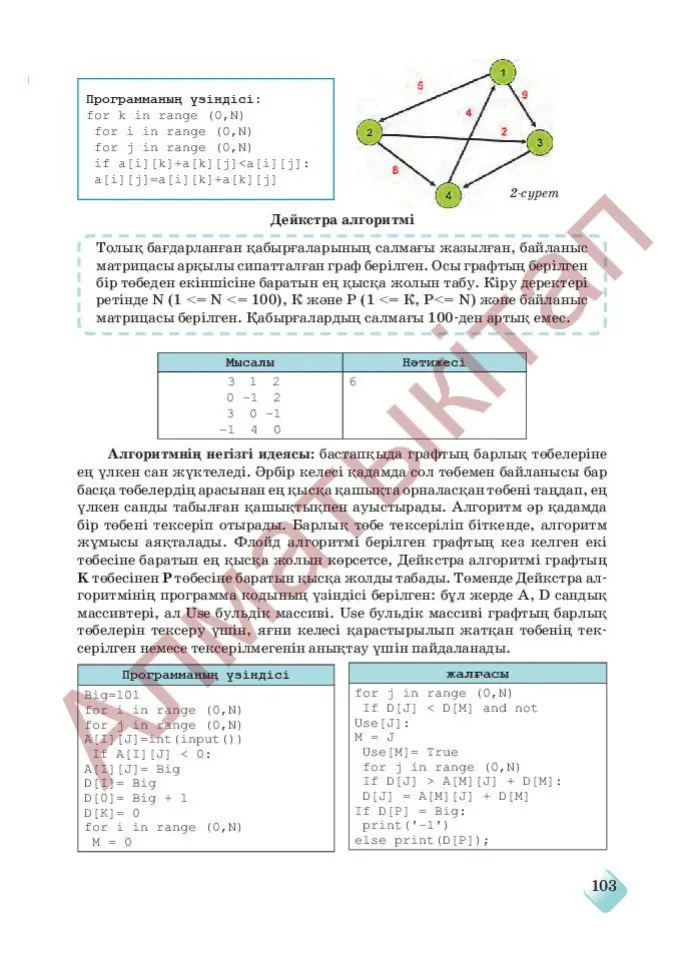 Программаның үзіндісі:
for k in range (0,N)
for i in range (0,N)
for j in range (0,N)
if a[i][k]+a[k][j]<a[i][j]:
a[i][j]=a[i][k]+a[k][j]
1
5
9
4
2
2
3
6
4
2-сурет
Дейкстра алгоритмі
Толық бағдарланған қабырғаларының салмағы жазылған, байланыс
матрицасы арқылы сипатталған граф берілген. Осы графтың берілген
бір төбеден екіншісіне баратын ең қысқа жолын табу. Кіру деректері
ретінде N (1 <= N <= 100), K және P (1 <= K, P<= N) және байланыс
матрицасы берілген. Қабырғалардың салмағы 100-ден артық емес.
Мысалы Нәтижесі
3 1 2 6
0 -1 2
3 0 -1
-1 4 0
Алгоритмнің негізгі идеясы: бастапқыда графтың барлық төбелеріне
ең үлкен сан жүктеледі. Әрбір келесі қадамда сол төбемен байланысы бар
басқа төбелердің арасынан ең қысқа қашықта орналасқан төбені таңдап, ең
үлкен санды табылған қашықтықпен ауыстырады. Алгоритм әр қадамда
бір төбені тексеріп отырады. Барлық төбе тексеріліп біткенде, алгоритм
жұмысы аяқталады. Флойд алгоритмі берілген графтың кез келген екі
төбесіне баратын ең қысқа жолын көрсетсе, Дейкстра алгоритмі графтың
K төбесінен P төбесіне баратын қысқа жолды табады. Төменде Дейкстра ал-
горитмінің программа кодының үзіндісі берілген: бұл жерде A, D сандық
массивтері, ал Use бульдік массиві. Use бульдік массиві графтың барлық
төбелерін тексеру үшін, яғни келесі қарастырылып жатқан төбенің тек-
серілген немесе тексерілмегенін анықтау үшін пайдаланады.
Программаның үзіндісі
Big=101
for i in range (0,N)
for j in range (0,N)
A[I][J]=int(input())
If A[I][J] < 0:
A[I][J]= Big
D[I]= Big
D[0]= Big + 1
D[K]= 0
for i in range (0,N)
M = 0
жалғасы
for j in range (0,N)
If D[J] < D[M] and not
Use[J]:
M = J
Use[M]= True
for j in range (0,N)
If D[J] > A[M][J] + D[M]:
D[J] = A[M][J] + D[M]
If D[P] = Big:
print('-1')
else print(D[P]);
103
Алматыкітап